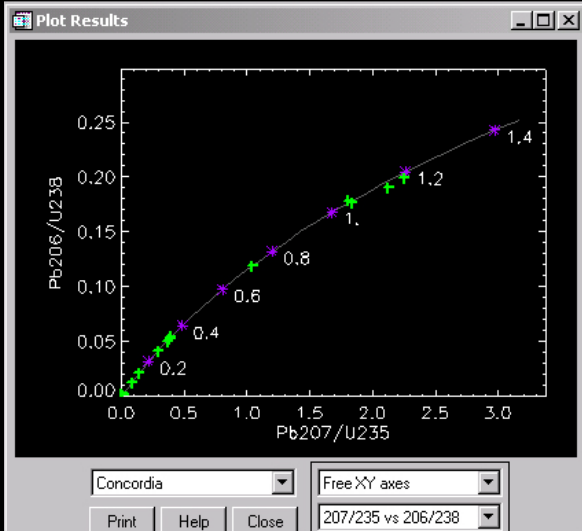 Plot Results
Pb206/U238
0.25
0.20
0.15
0.10
0.05
0.00
1.4
1.2
1.
0.8
0.6
0.4
0.2
0.0 0.5 1.0 1.5 2.0 2.5 3.0
Pb207/U235
Concordia
Free XY axes
Print Help Close
207/235 vs 206/238